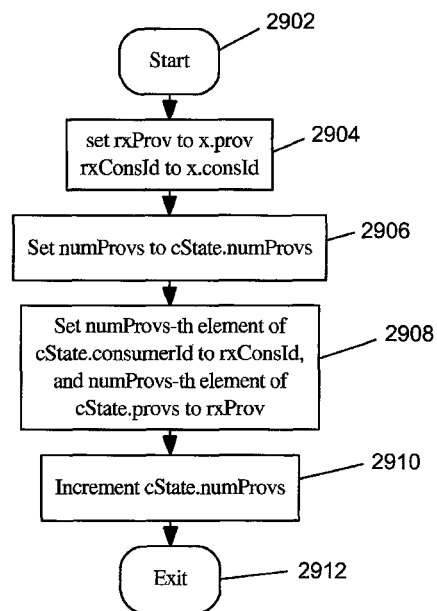 2902
Start
set rxProv to x.prov
rxConsId to x.consId
2904
Set numProvs to cState.numProvs
2906
Set numProvs-th element of
cState.consumerId to rxConsId,
and numProvs-th element of
cState.provs to rxProv
2908
Increment cState.numProvs
2910
Exit
2912